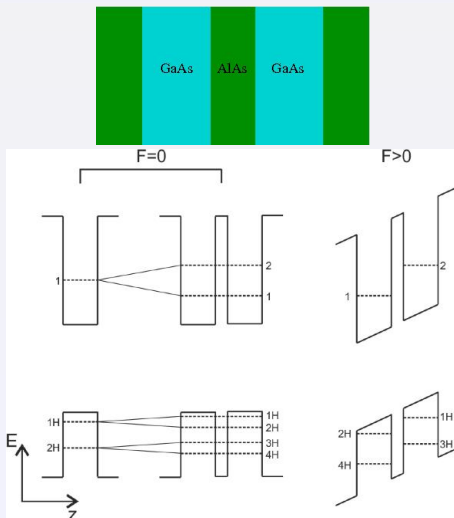 GaAs AlAs GaAs
F=0 F>0
1 2 1 1 2
1H 2H 1H 2H 3H 4H 2H 4H 1H 3H
E
Z